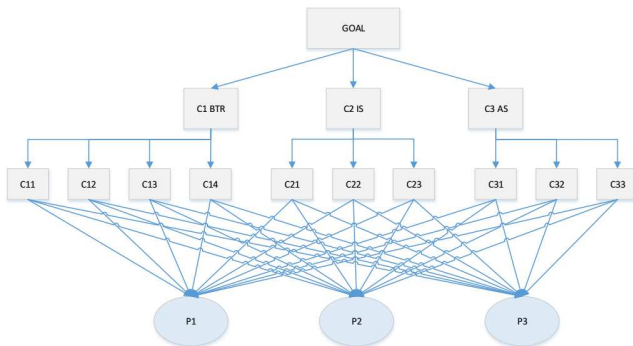 GOAL
C1 BTR
C2 IS
C3 AS
C11
C12
C13
C14
C21
C22
C23
C31
C32
C33
P1
P2
P3